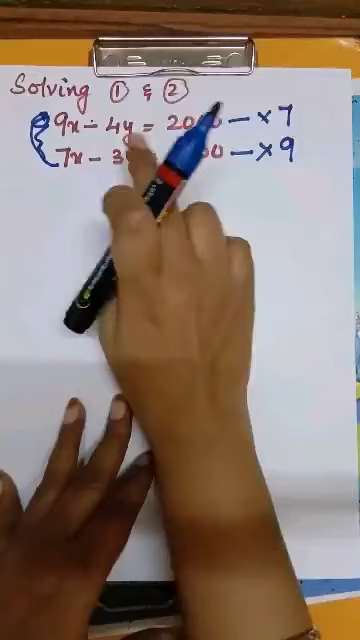 Solving ① & ②
9x - 4y = 20 — × 7
7x - 3 — × 9